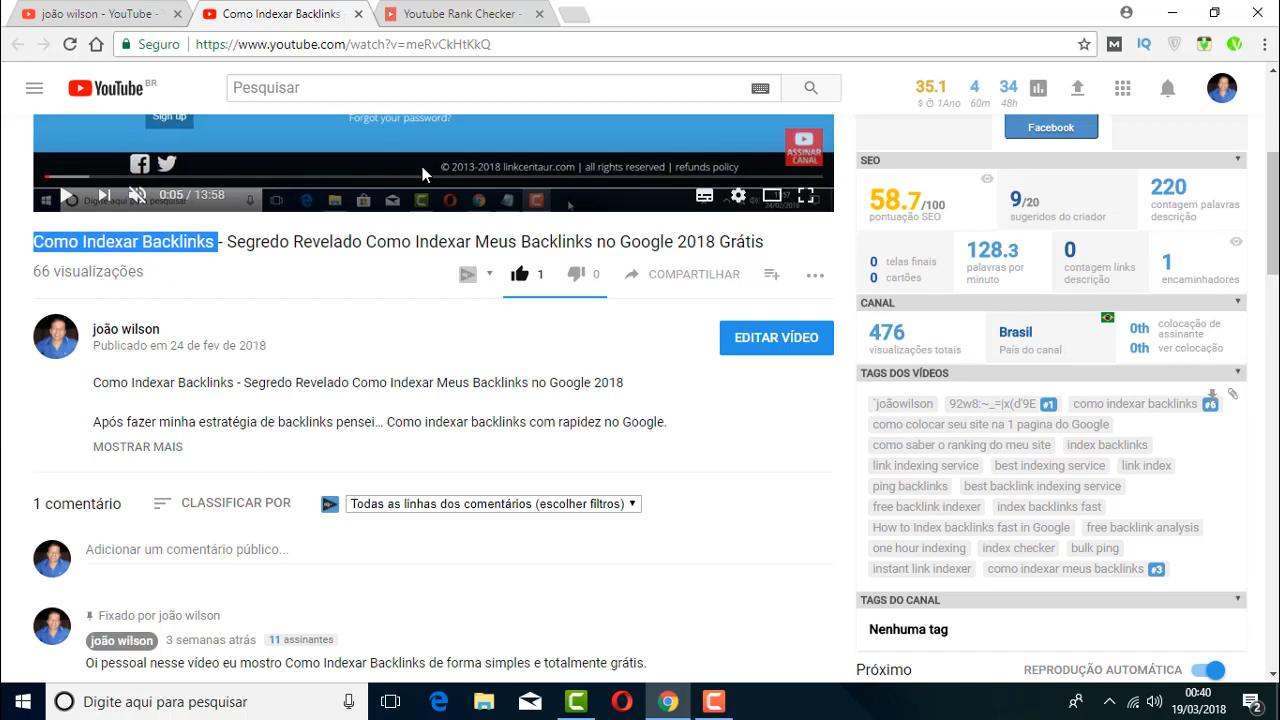 joão wilson - YouTube -
Como Indexar Backlinks
Youtube Rank Checker -
Seguro
https://www.youtube.com/watch?v=meRvCkHtKkQ
YouTube BR
Pesquisar
35.1 4 34
1Ano 60m 48h
Sign up
Forgot your password?
ASSINAR
CANAL
© 2013-2018 linkcentaur.com | all rights reserved | refunds policy
0:05 / 13:58
Como Indexar Backlinks - Segredo Revelado Como Indexar Meus Backlinks no Google 2018 Grátis
66 visualizações
1 0 COMPARTILHAR
joão wilson
Publicado em 24 de fev de 2018
EDITAR VÍDEO
Como Indexar Backlinks - Segredo Revelado Como Indexar Meus Backlinks no Google 2018
Após fazer minha estratégia de backlinks pensei... Como indexar backlinks com rapidez no Google.
MOSTRAR MAIS
1 comentário
CLASSIFICAR POR
Todas as linhas dos comentários (escolher filtros)
Adicionar um comentário público...
Fixado por joão wilson
joão wilson 3 semanas atrás 11 assinantes
Oi pessoal nesse vídeo eu mostro Como Indexar Backlinks de forma simples e totalmente grátis.
Facebook
SEO
58.7/100
pontuação SEO
9/20
sugeridos do criador
220
contagem palavras
descrição
0 telas finais
0 cartões
128.3
palavras por
minuto
0
contagem links
descrição
1
encaminhadores
CANAL
476
visualizações totais
Brasil
País do canal
0th colocação de
assinante
0th ver colocação
TAGS DOS VÍDEOS
`joãowilson 92w8:~_=|x(d'9E #1 como indexar backlinks #6
como colocar seu site na 1 pagina do Google
como saber o ranking do meu site index backlinks
link indexing service best indexing service link index
ping backlinks best backlink indexing service
free backlink indexer index backlinks fast
How to Index backlinks fast in Google free backlink analysis
one hour indexing index checker bulk ping
instant link indexer como indexar meus backlinks #3
TAGS DO CANAL
Nenhuma tag
Próximo
REPRODUÇÃO AUTOMÁTICA
Digite aqui para pesquisar
00:40
19/03/2018
2